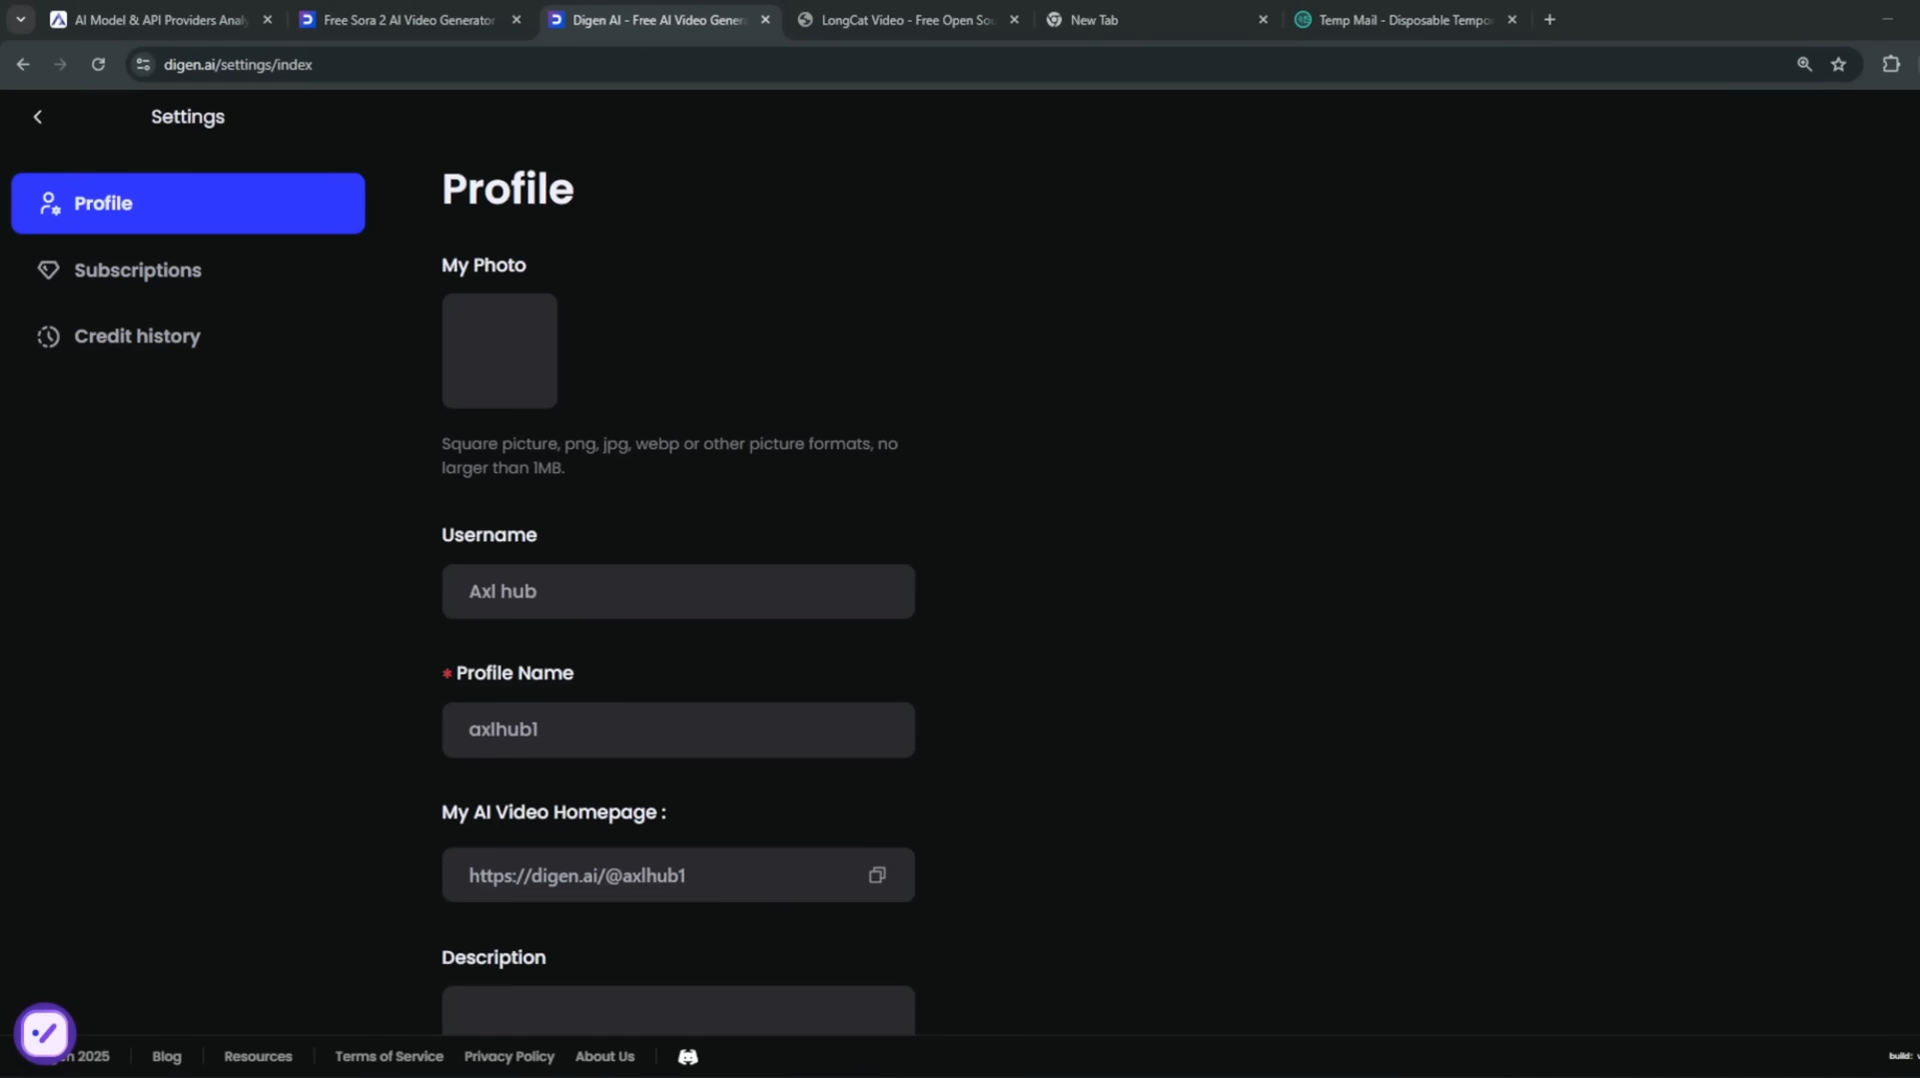 AI Model & API Providers Analy
Free Sora 2 AI Video Generator
Digen AI - Free AI Video Genera
LongCat Video - Free Open Sou
New Tab
Temp Mail - Disposable Tempo
digen.ai/settings/index
Settings
Profile
Subscriptions
Credit history
Profile
My Photo
Square picture, png, jpg, webp or other picture formats, no
larger than 1MB.
Username
Axl hub
* Profile Name
axlhub1
My AI Video Homepage :
https://digen.ai/@axlhub1
Description
n 2025
Blog
Resources
Terms of Service
Privacy Policy
About Us
build: